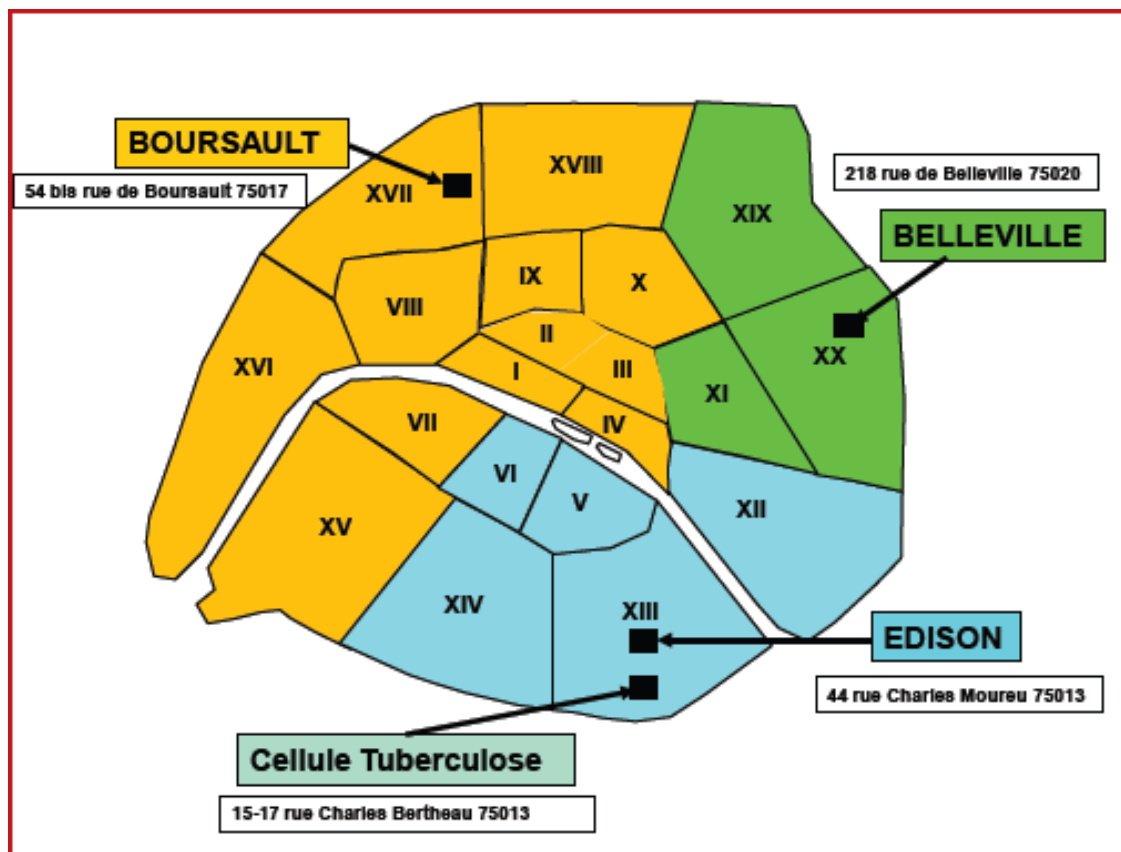 BOURSAULT
54 bis rue de Boursault 75017
XVIII
XVII
218 rue de Belleville 75020
XIX
BELLEVILLE
IX
X
VIII
II
XX
XVI
I
III
XI
VII
IV
VI
V
XII
XV
XIV
XIII
EDISON
44 rue Charles Moureu 75013
Cellule Tuberculose
15-17 rue Charles Bertheau 75013